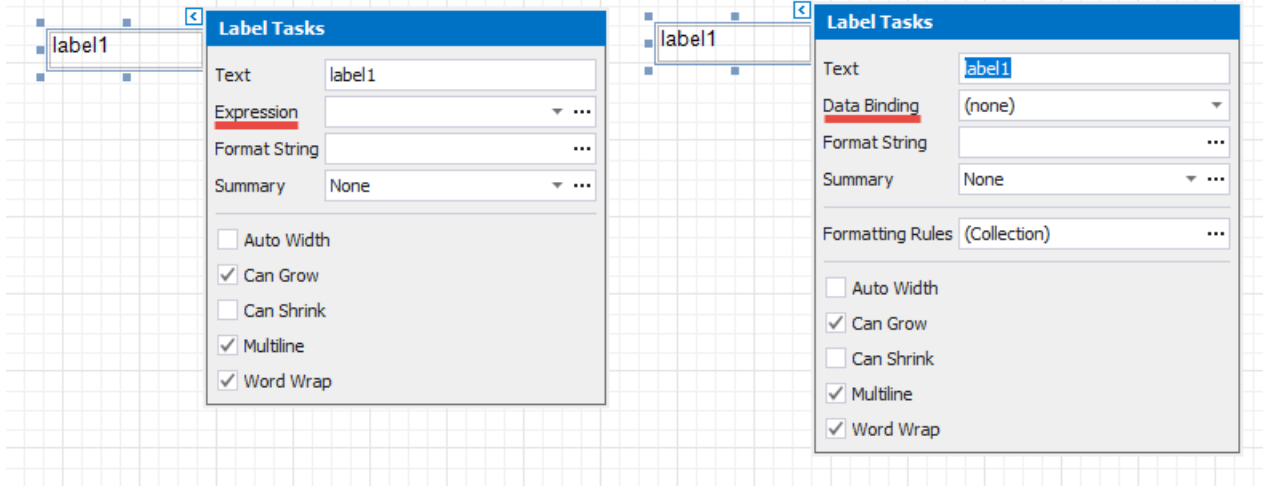 label1
Label Tasks
Text label1
Expression
Format String
Summary None
Auto Width
Can Grow
Can Shrink
Multiline
Word Wrap
label1
Label Tasks
Text label1
Data Binding (none)
Format String
Summary None
Formatting Rules (Collection)
Auto Width
Can Grow
Can Shrink
Multiline
Word Wrap